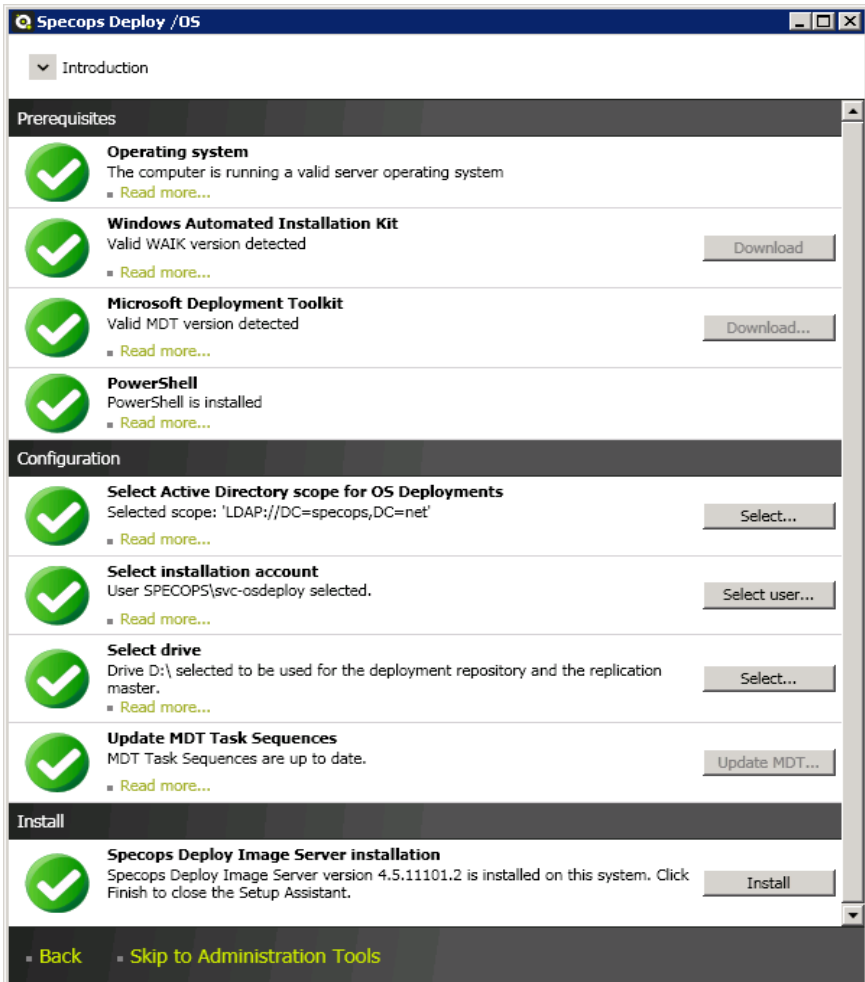 Specops Deploy /OS
Introduction
Prerequisites
Operating system
The computer is running a valid server operating system
Read more...
Windows Automated Installation Kit
Valid WAIK version detected
Download
Read more...
Microsoft Deployment Toolkit
Valid MDT version detected
Download...
Read more...
PowerShell
PowerShell is installed
Read more...
Configuration
Select Active Directory scope for OS Deployments
Selected scope: 'LDAP://DC=specops,DC=net'
Select...
Read more...
Select installation account
User SPECOPS\svc-osdeploy selected.
Select user...
Read more...
Select drive
Drive D:\ selected to be used for the deployment repository and the replication
master.
Select...
Read more...
Update MDT Task Sequences
MDT Task Sequences are up to date.
Update MDT...
Read more...
Install
Specops Deploy Image Server installation
Specops Deploy Image Server version 4.5.11101.2 is installed on this system. Click
Finish to close the Setup Assistant.
Install
Back
Skip to Administration Tools